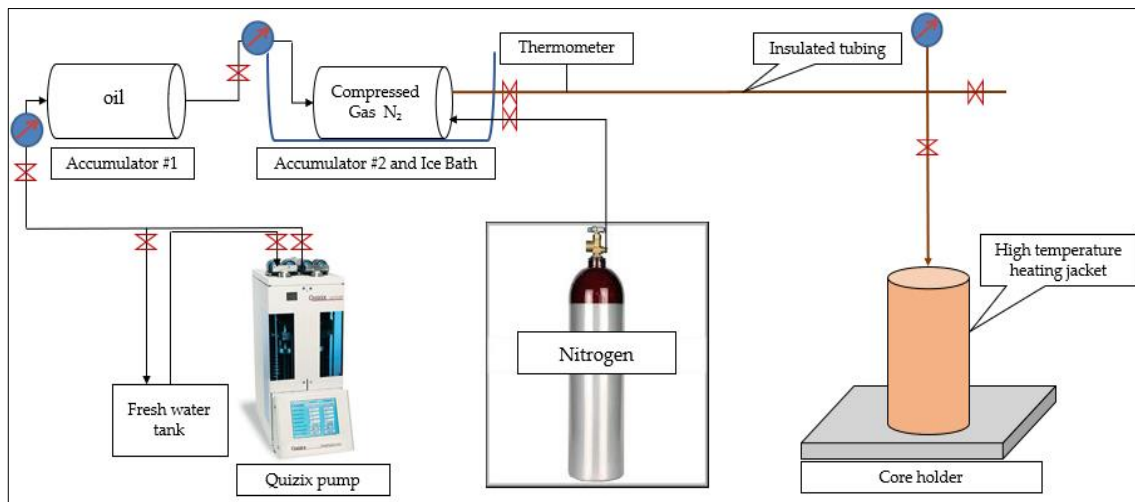 Thermometer
Insulated tubing
oil
Compressed
Gas N₂
Accumulator #1
Accumulator #2 and Ice Bath
High temperature
heating jacket
Nitrogen
Fresh water
tank
Quizix pump
Core holder